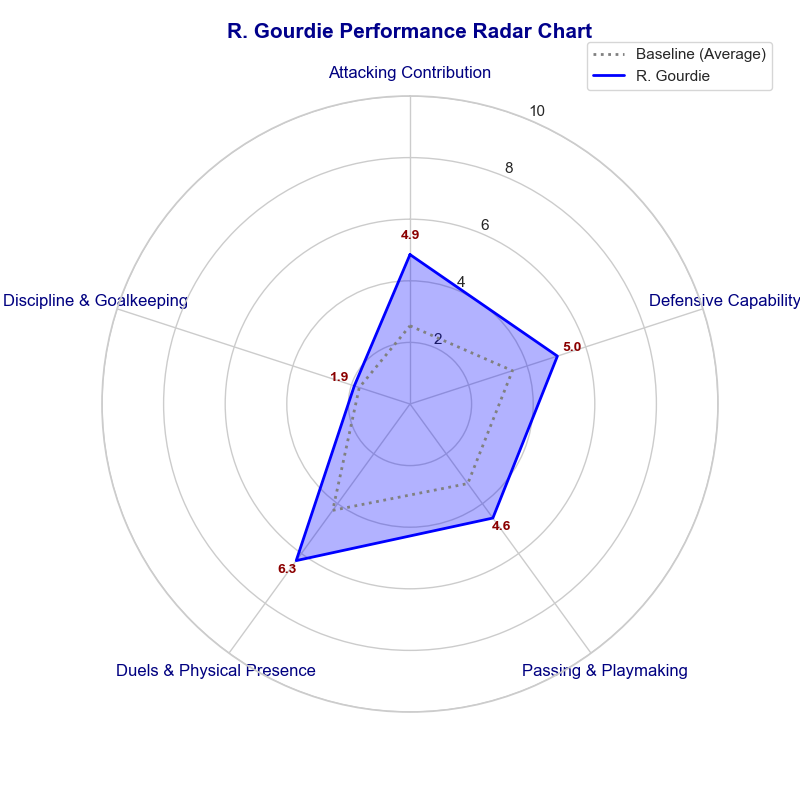 R. Gourdie Performance Radar Chart
Baseline (Average)
R. Gourdie
Attacking Contribution
10
8
6
4
2
4.9
Discipline & Goalkeeping
Defensive Capability
5.0
1.9
4.6
6.3
Duels & Physical Presence
Passing & Playmaking